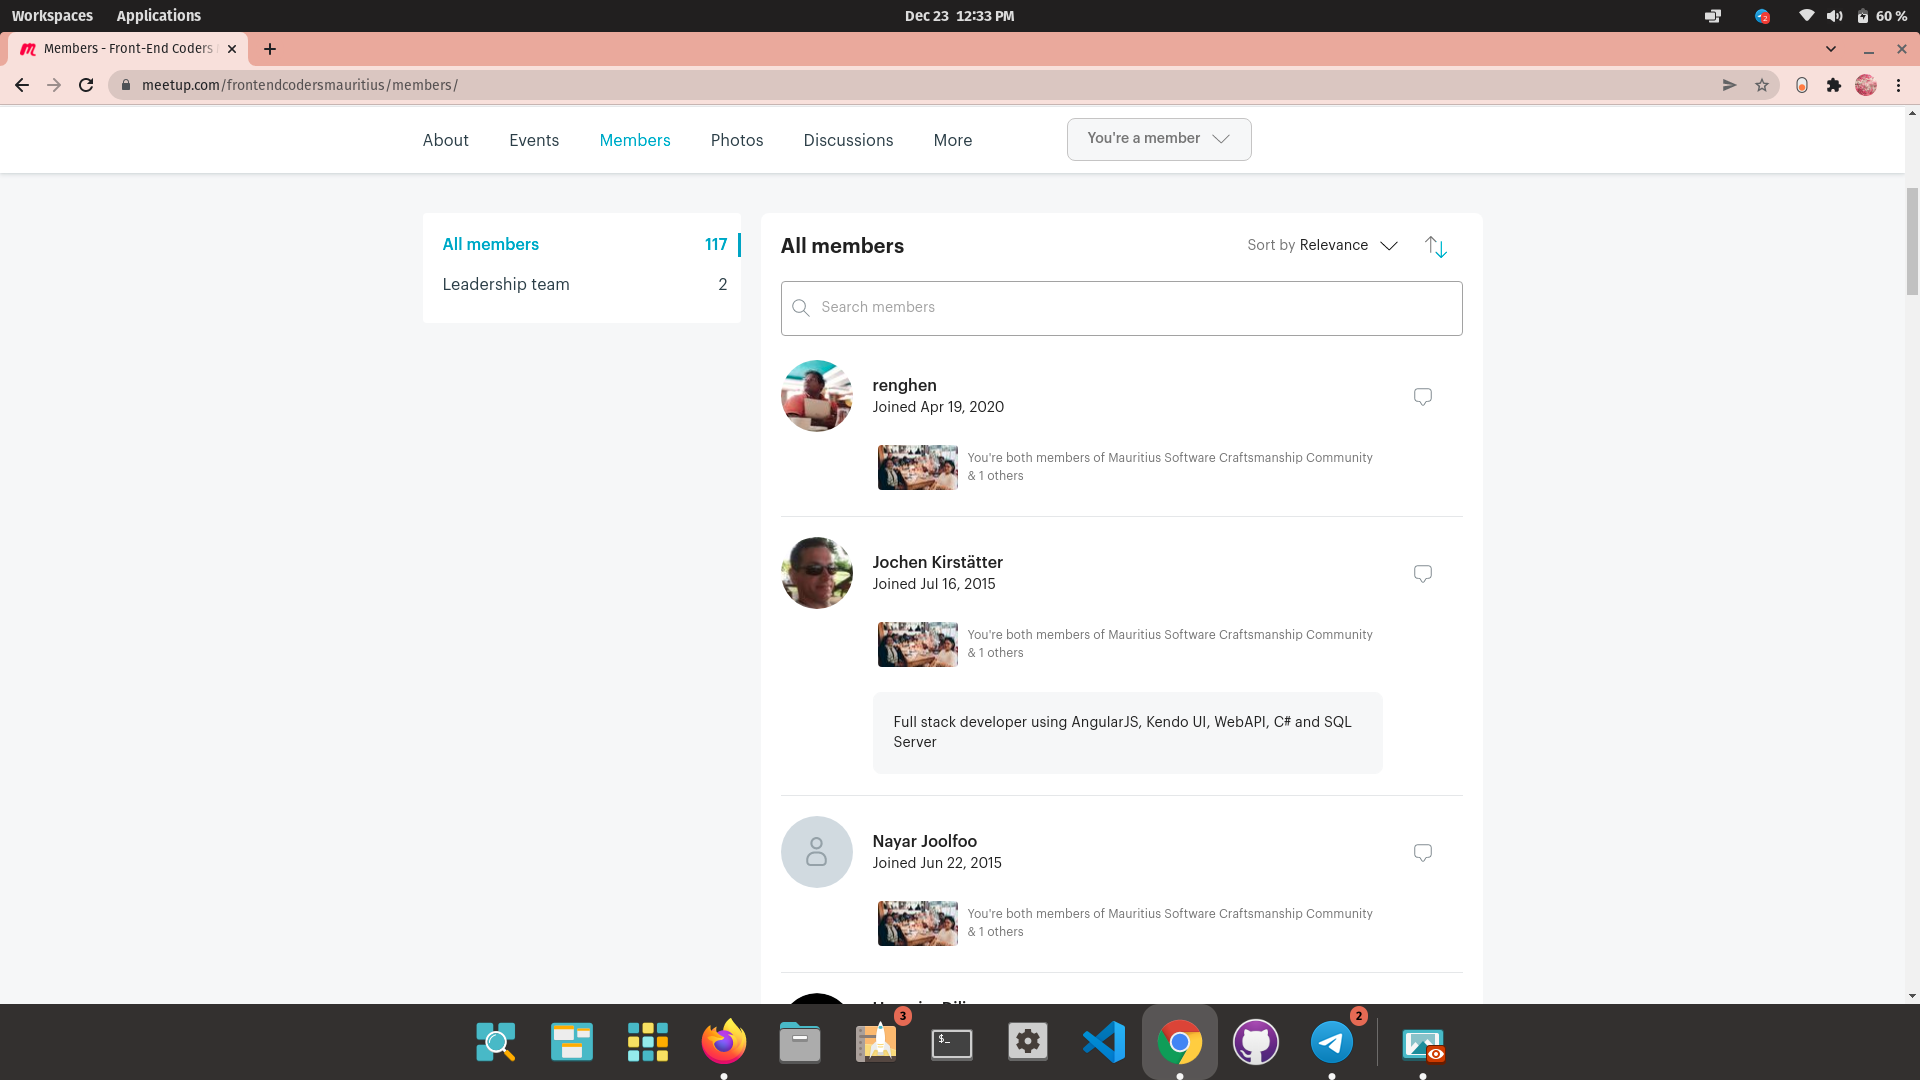 Workspaces Applications Dec 23 12:33 PM 60 %
Members - Front-End Coders
meetup.com/frontendcodersmauritius/members/
About Events Members Photos Discussions More You're a member
All members 117
Leadership team 2
All members Sort by Relevance
Search members
renghen
Joined Apr 19, 2020
You're both members of Mauritius Software Craftsmanship Community
& 1 others
Jochen Kirstätter
Joined Jul 16, 2015
You're both members of Mauritius Software Craftsmanship Community
& 1 others
Full stack developer using AngularJS, Kendo UI, WebAPI, C# and SQL
Server
Nayar Joolfoo
Joined Jun 22, 2015
You're both members of Mauritius Software Craftsmanship Community
& 1 others
3 2
$_